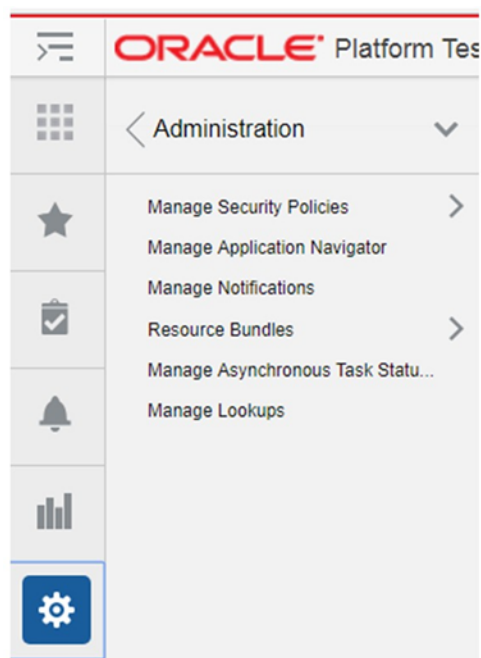 ORACLE Platform Tes
Administration
Manage Security Policies
Manage Application Navigator
Manage Notifications
Resource Bundles
Manage Asynchronous Task Statu...
Manage Lookups